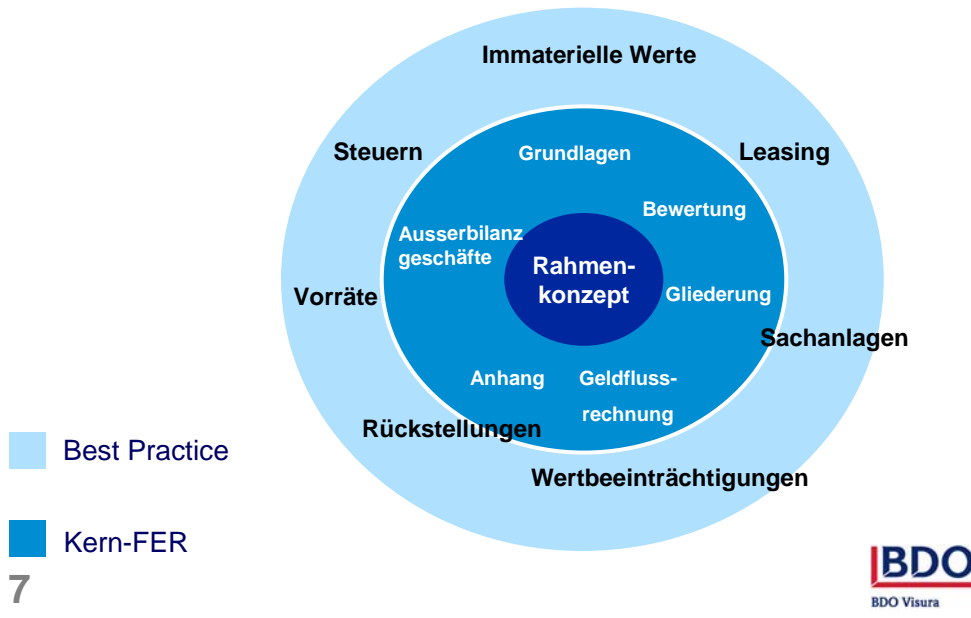 Immaterielle Werte
Steuern
Grundlagen
Leasing
Bewertung
Ausserbilanz
geschäfte
Rahmen-
konzept
Vorräte
Gliederung
Sachanlagen
Anhang
Geldfluss-
rechnung
Rückstellungen
Best Practice
Wertbeeinträchtigungen
Kern-FER
7
BDO
BDO Visura